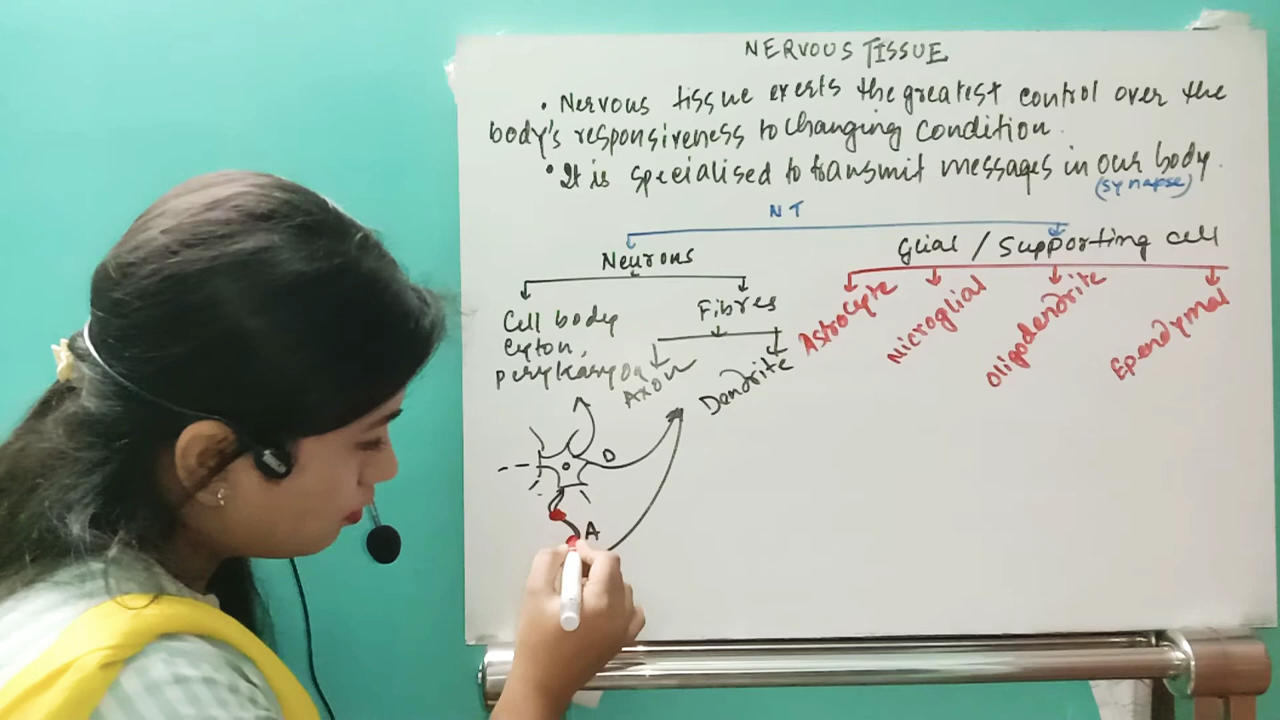 NERVOUS TISSUE
• Nervous tissue exerts the greatest control over the
body's responsiveness to changing condition.
• It is specialised to transmit messages in our body.
(synapse)
NT
Neurons
Glial / Supporting cell
Cell body
Cyton,
perykaryon
Fibres
Axon
Dendrite
Astrocyte
Microglial
Oligodendrite
Ependymal
D
A